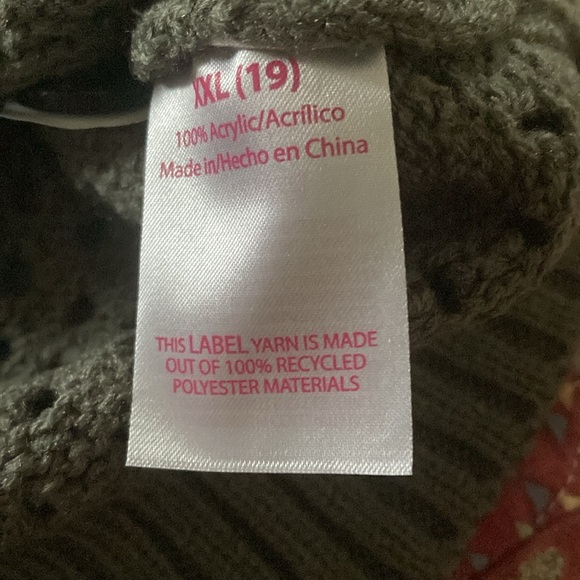 XXL (19)
100% Acrylic/Acrílico
Made in/Hecho en China
THIS LABEL YARN IS MADE
OUT OF 100% RECYCLED
POLYESTER MATERIALS